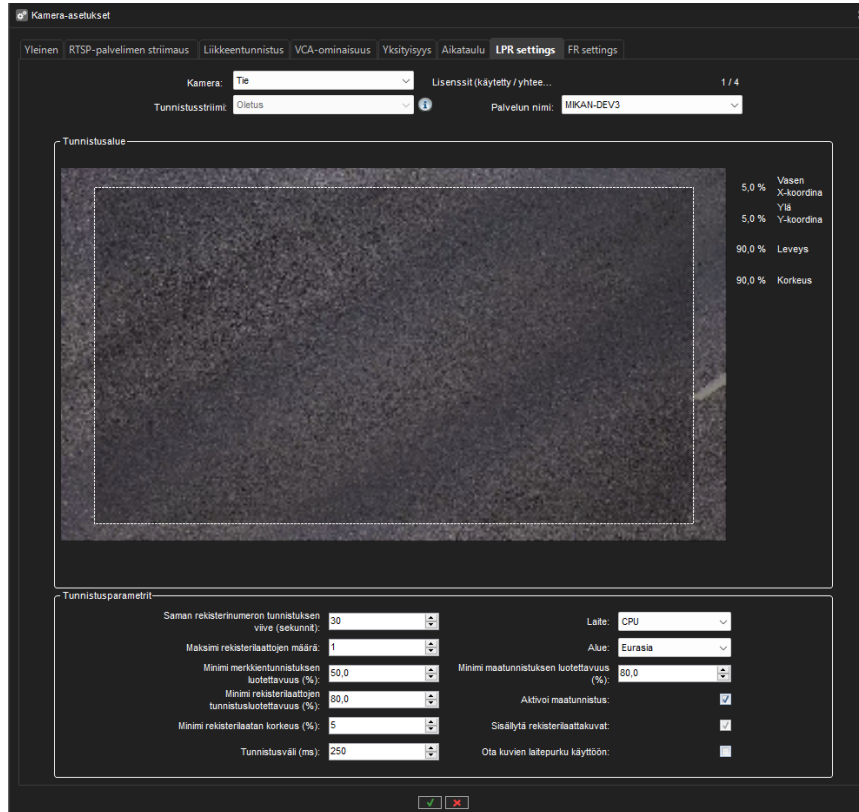 Kamera-asetukset
Yleinen RTSP-palvelimen striimaus Liikkeentunnistus VCA-ominaisuus Yksityisyys Aikataulu LPR settings FR settings
Kamera: Tie Lisenssit (käytetty / yhtee... 1 / 4
Tunnistusstriimi: Oletus Palvelun nimi: MIKAN-DEV3
Tunnistusalue
5,0 % Vasen
X-koordina
Ylä
5,0 % Y-koordina
90,0 % Leveys
90,0 % Korkeus
Tunnistusparametrit
Saman rekisterinumeron tunnistuksen
viive (sekunnit): 30 Laite: CPU
Maksimi rekisterilaattojen määrä: 1 Alue: Eurasia
Minimi merkkientunnistuksen
luotettavuus (%): 50,0 Minimi maatunnistuksen luotettavuus
(%): 80,0
Minimi rekisterilaattojen
tunnistusluotettavuus (%): 80,0 Aktivoi maatunnistus:
Minimi rekisterilaatan korkeus (%): 5 Sisällytä rekisterilaattakuvat:
Tunnistusväli (ms): 250 Ota kuvien laitepurku käyttöön: